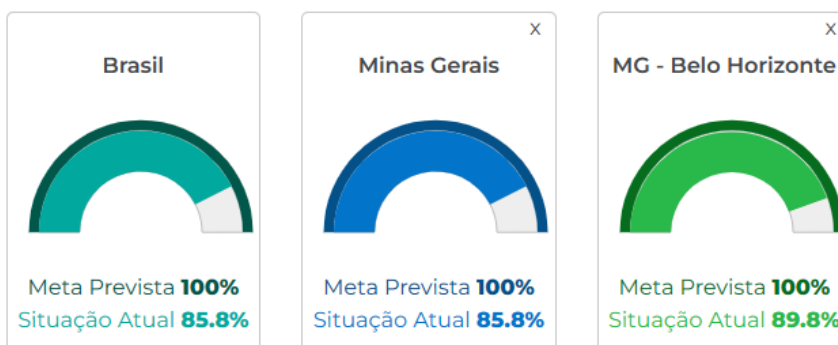 Brasil
Meta Prevista 100%
Situação Atual 85.8%
x
Minas Gerais
Meta Prevista 100%
Situação Atual 85.8%
x
MG - Belo Horizonte
Meta Prevista 100%
Situação Atual 89.8%